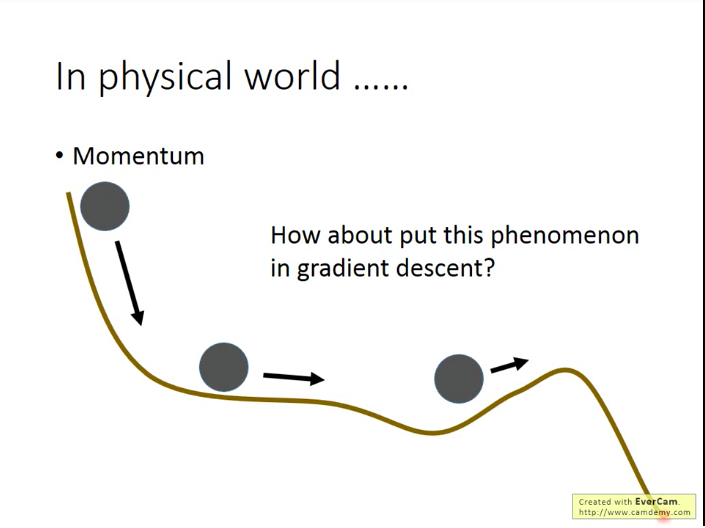 In physical world ……
• Momentum
How about put this phenomenon
in gradient descent?
Created with EverCam.
http://www.camdemy.com